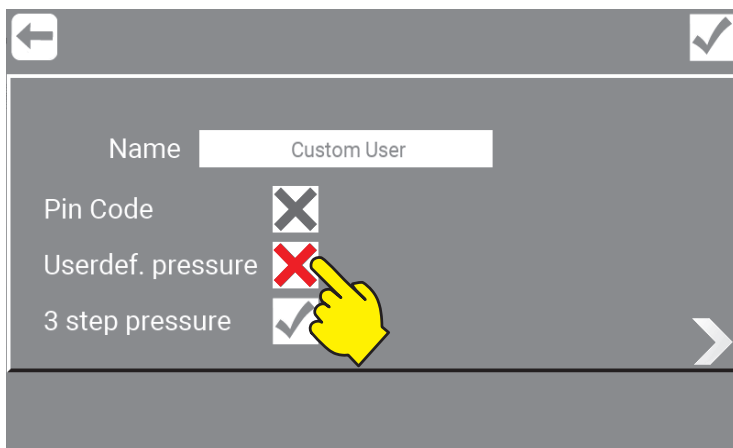 Name Custom User
Pin Code
Userdef. pressure
3 step pressure